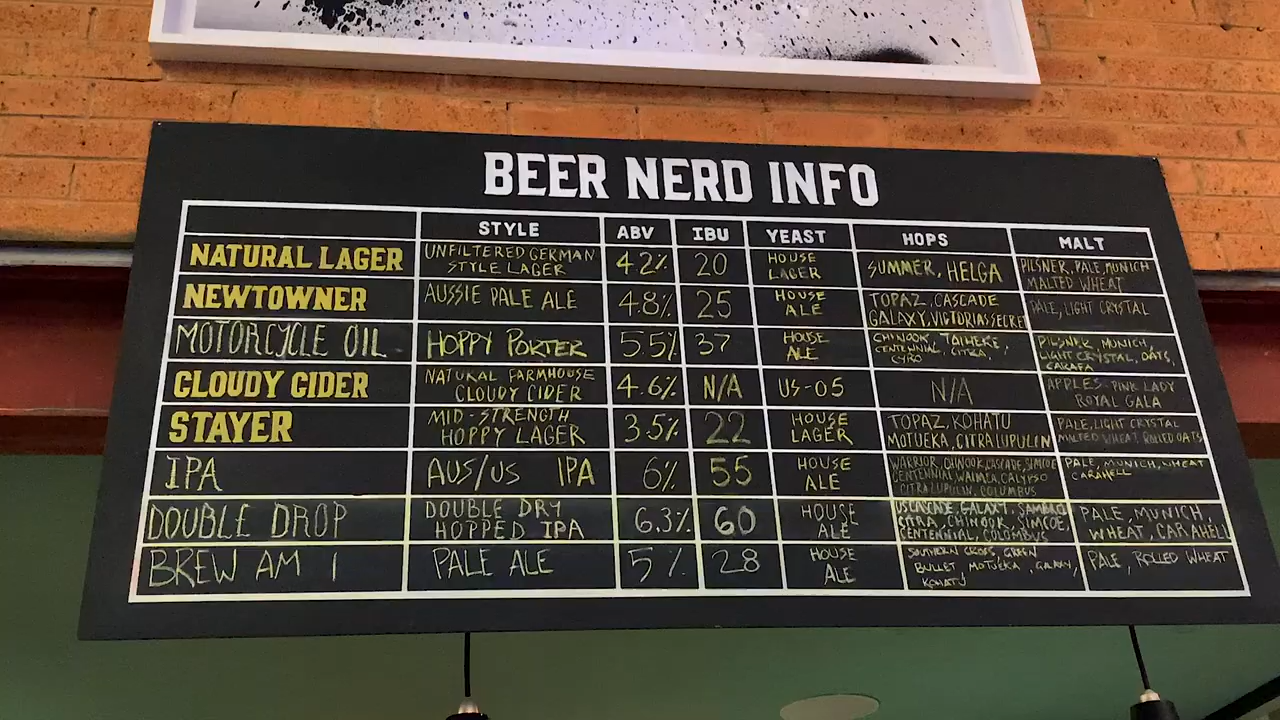 BEER NERD INFO
STYLE ABV IBU YEAST HOPS MALT
NATURAL LAGER
UNFILTERED GERMAN
STYLE LAGER
4.2%
20
HOUSE
LAGER
SUMMER, HELGA
PILSNER, PALE, MUNICH
MALTED WHEAT
NEWTOWNER
AUSSIE PALE ALE
4.8%
25
HOUSE
ALE
TOPAZ, CASCADE
GALAXY, VICTORIAS SECRET
PALE, LIGHT CRYSTAL
MOTORCYCLE OIL
HOPPY PORTER
5.5%
37
HOUSE
ALE
CHINOOK, TAIHEKE,
CENTENNIAL, CITRA,
PILSNER, MUNICH
LIGHT CRYSTAL, OATS,
CARAFA
CLOUDY CIDER
NATURAL FARMHOUSE
CLOUDY CIDER
4.6%
N/A
US-05
N/A
APPLES - PINK LADY
ROYAL GALA
STAYER
MID-STRENGTH
HOPPY LAGER
3.5%
22
HOUSE
LAGER
TOPAZ, KOHATU
MOTUEKA, CITRA LUPULIN
PALE, LIGHT CRYSTAL
MALTED WHEAT, ROLLED OATS
IPA
AUS/US IPA
6%
55
HOUSE
ALE
WARRIOR, CHINOOK, CASCADE, SIMCOE
CENTENNIAL, WAIMEA, CALYPSO
CITRA LUPULIN, COLUMBUS
PALE, MUNICH, WHEAT
CARAHELL
DOUBLE DROP
DOUBLE DRY
HOPPED IPA
6.3%
60
HOUSE
ALE
GALAXY,
CITRA, CHINOOK, SIMCOE,
CENTENNIAL, COLOMBUS
PALE, MUNICH,
WHEAT, CARAHELL
BREW AM I
PALE ALE
5%
28
HOUSE
ALE
SOUTHERN CROSS, GREEN
BULLET, MOTUEKA, GALAXY,
KOHATU
PALE, ROLLED WHEAT